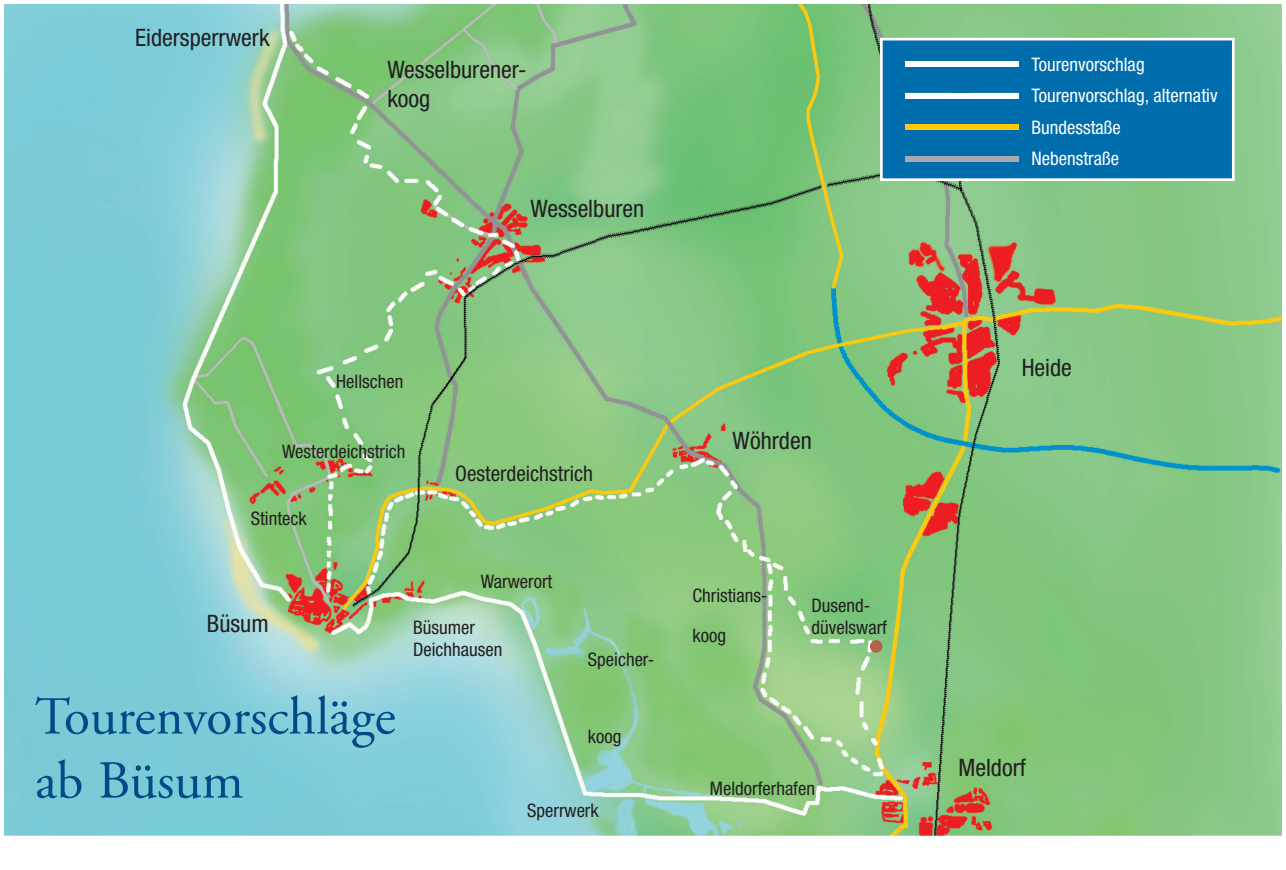 Eidersperrwerk
Wesselburener-
koog
Tourenvorschlag
Tourenvorschlag, alternativ
Bundesstaße
Nebenstraße
Wesselburen
Heide
Hellschen
Wöhrden
Westerdeichstrich
Oesterdeichstrich
Stinteck
Warwerort
Christians-
koog
Dusend-
düvelswarf
Büsum
Büsumer
Deichhausen
Speicher-
koog
Tourenvorschläge
ab Büsum
Meldorf
Meldorferhafen
Sperrwerk